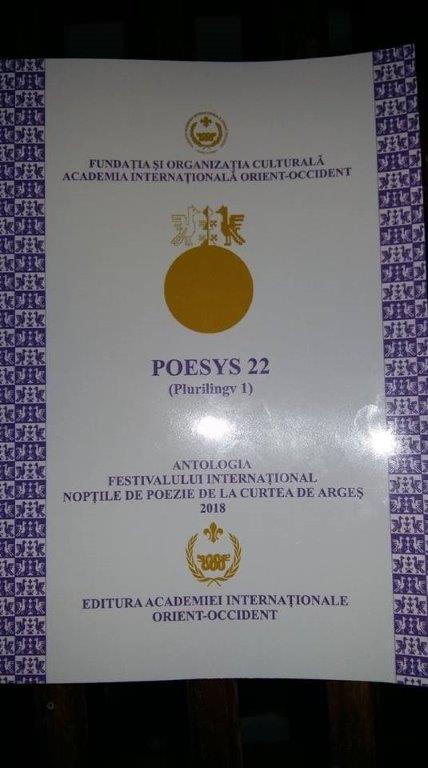 FUNDAȚIA ȘI ORGANIZAȚIA CULTURALĂ
ACADEMIA INTERNAȚIONALĂ ORIENT-OCCIDENT
POESYS 22
(Plurilingv 1)
ANTOLOGIA
FESTIVALULUI INTERNAȚIONAL
NOPȚILE DE POEZIE DE LA CURTEA DE ARGEȘ
2018
EDITURA ACADEMIEI INTERNAȚIONALE
ORIENT-OCCIDENT